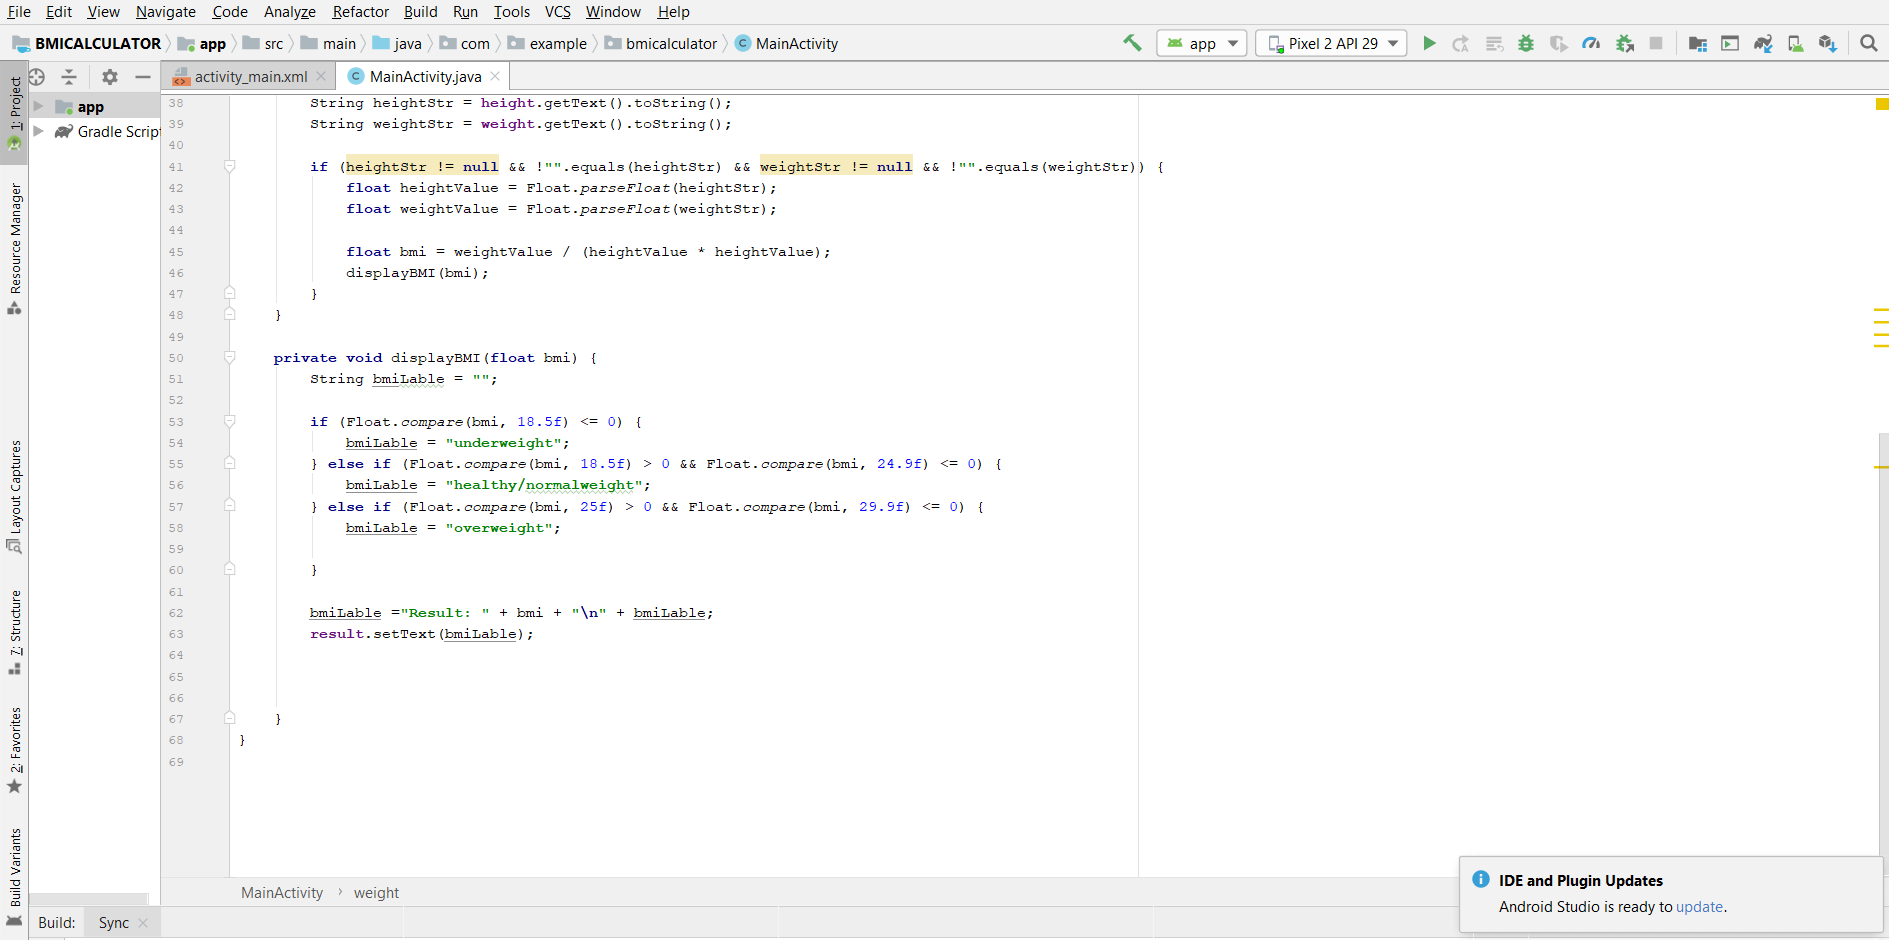 File Edit View Navigate Code Analyze Refactor Build Run Tools VCS Window Help
BMICALCULATOR app src main java com example bmicalculator MainActivity app Pixel 2 API 29
activity_main.xml MainActivity.java
1: Project
app
Gradle Script
Resource Manager
Layout Captures
7: Structure
2: Favorites
Build Variants
38 String heightStr = height.getText().toString();
39 String weightStr = weight.getText().toString();
40
41 if (heightStr != null && !"".equals(heightStr) && weightStr != null && !"".equals(weightStr)) {
42 float heightValue = Float.parseFloat(heightStr);
43 float weightValue = Float.parseFloat(weightStr);
44
45 float bmi = weightValue / (heightValue * heightValue);
46 displayBMI(bmi);
47 }
48 }
49
50 private void displayBMI(float bmi) {
51 String bmiLable = "";
52
53 if (Float.compare(bmi, 18.5f) <= 0) {
54 bmiLable = "underweight";
55 } else if (Float.compare(bmi, 18.5f) > 0 && Float.compare(bmi, 24.9f) <= 0) {
56 bmiLable = "healthy/normalweight";
57 } else if (Float.compare(bmi, 25f) > 0 && Float.compare(bmi, 29.9f) <= 0) {
58 bmiLable = "overweight";
59
60 }
61
62 bmiLable ="Result: " + bmi + "\n" + bmiLable;
63 result.setText(bmiLable);
64
65
66
67 }
68 }
69
MainActivity › weight
IDE and Plugin Updates
Android Studio is ready to update.
Build: Sync